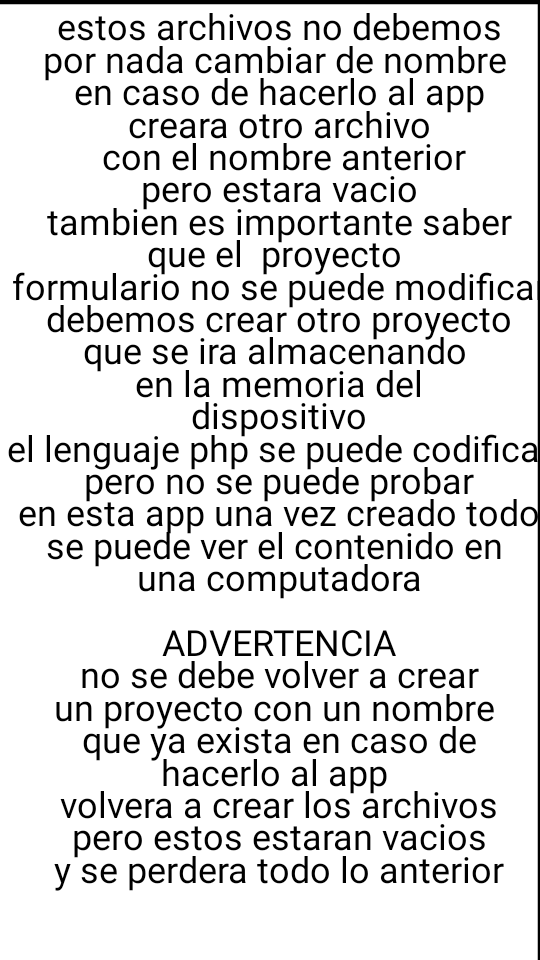 estos archivos no debemos
por nada cambiar de nombre
en caso de hacerlo al app
creara otro archivo
con el nombre anterior
pero estara vacio
tambien es importante saber
que el proyecto
formulario no se puede modificar
debemos crear otro proyecto
que se ira almacenando
en la memoria del
dispositivo
el lenguaje php se puede codifica
pero no se puede probar
en esta app una vez creado todo
se puede ver el contenido en
una computadora
ADVERTENCIA
no se debe volver a crear
un proyecto con un nombre
que ya exista en caso de
hacerlo al app
volvera a crear los archivos
pero estos estaran vacios
y se perdera todo lo anterior